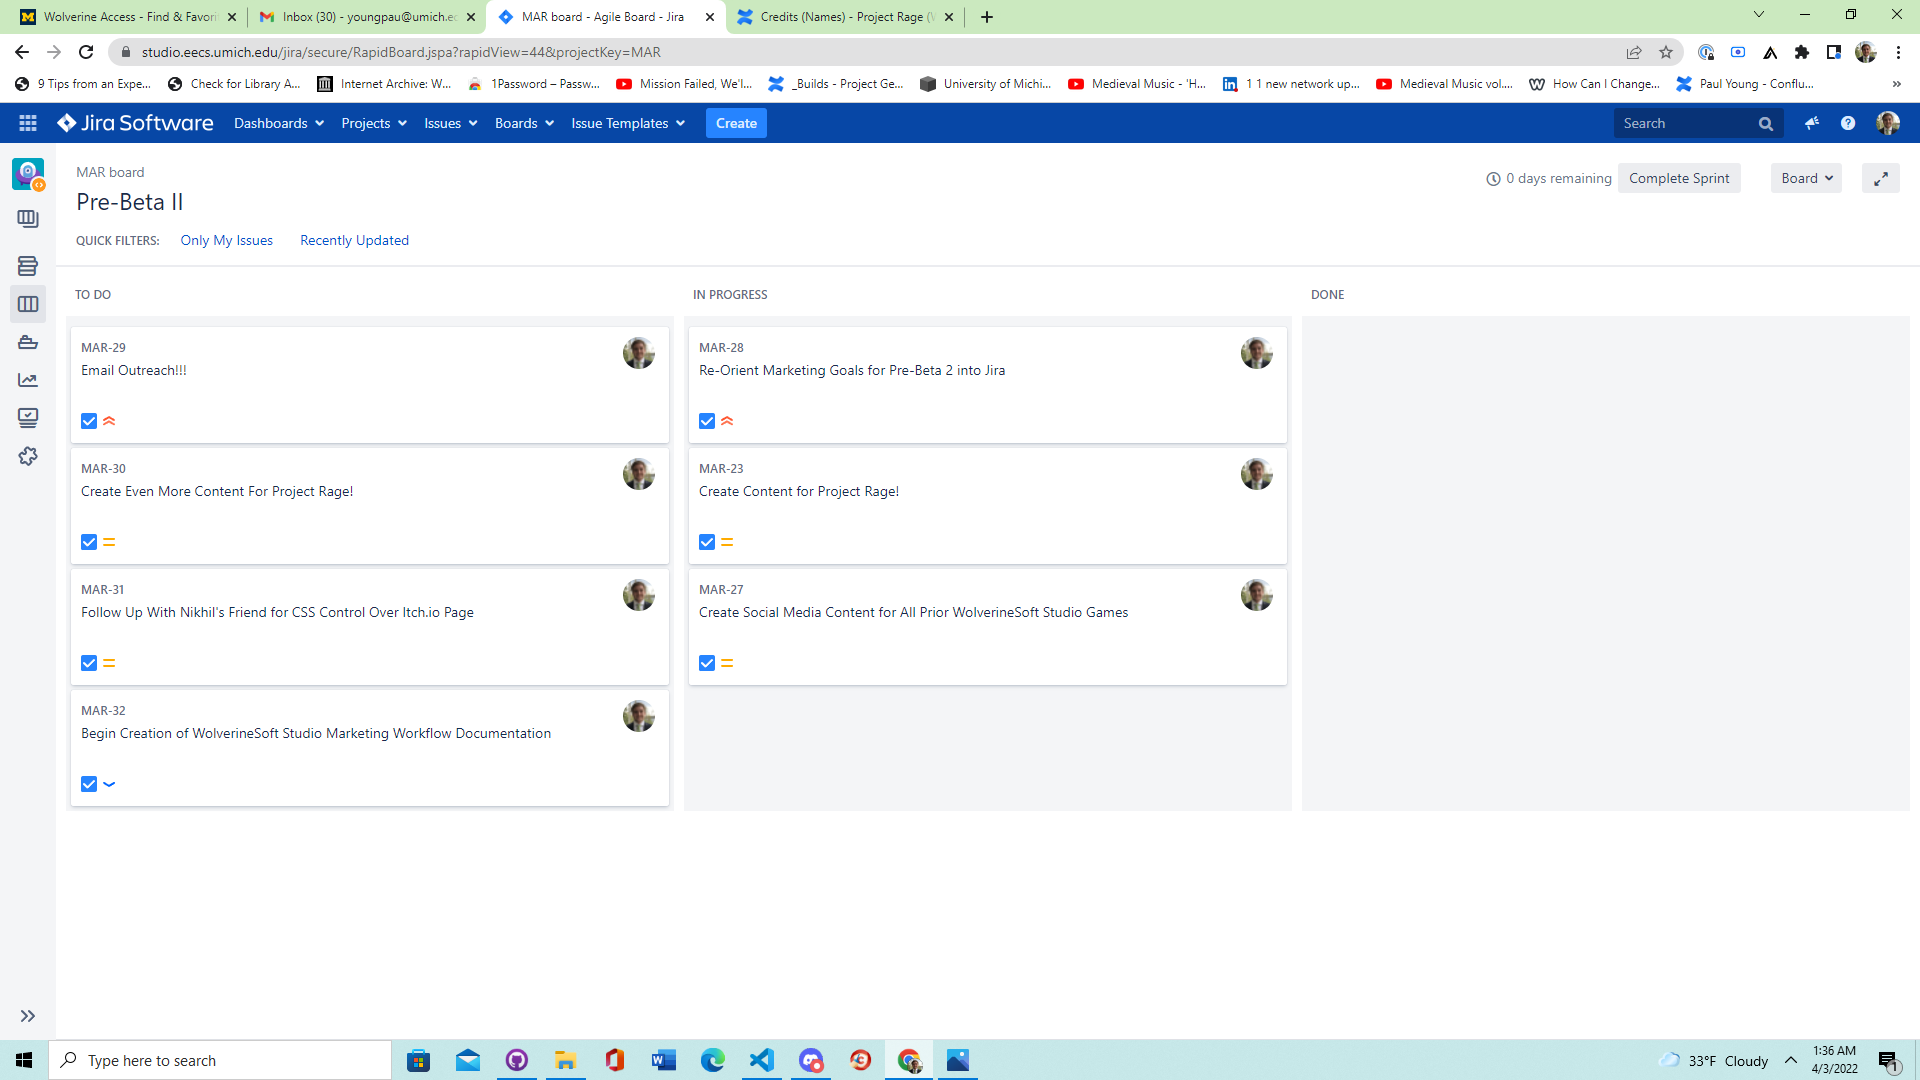 Wolverine Access - Find & Favori
Inbox (30) - youngpau@umich.ec
MAR board - Agile Board - Jira
Credits (Names) - Project Rage (
studio.eecs.umich.edu/jira/secure/RapidBoard.jspa?rapidView=44&projectKey=MAR
9 Tips from an Expe...
Check for Library A...
Internet Archive: W...
1Password – Passw...
Mission Failed, We'l...
_Builds - Project Ge...
University of Michi...
Medieval Music - 'H...
1 1 new network up...
Medieval Music vol....
How Can I Change...
Paul Young - Conflu...
»
Jira Software
Dashboards
Projects
Issues
Boards
Issue Templates
Create
Search
MAR board
Pre-Beta II
0 days remaining
Complete Sprint
Board
QUICK FILTERS:
Only My Issues
Recently Updated
TO DO
IN PROGRESS
DONE
MAR-29
Email Outreach!!!
MAR-30
Create Even More Content For Project Rage!
MAR-31
Follow Up With Nikhil's Friend for CSS Control Over Itch.io Page
MAR-32
Begin Creation of WolverineSoft Studio Marketing Workflow Documentation
MAR-28
Re-Orient Marketing Goals for Pre-Beta 2 into Jira
MAR-23
Create Content for Project Rage!
MAR-27
Create Social Media Content for All Prior WolverineSoft Studio Games
Type here to search
33°F Cloudy
1:36 AM
4/3/2022
1